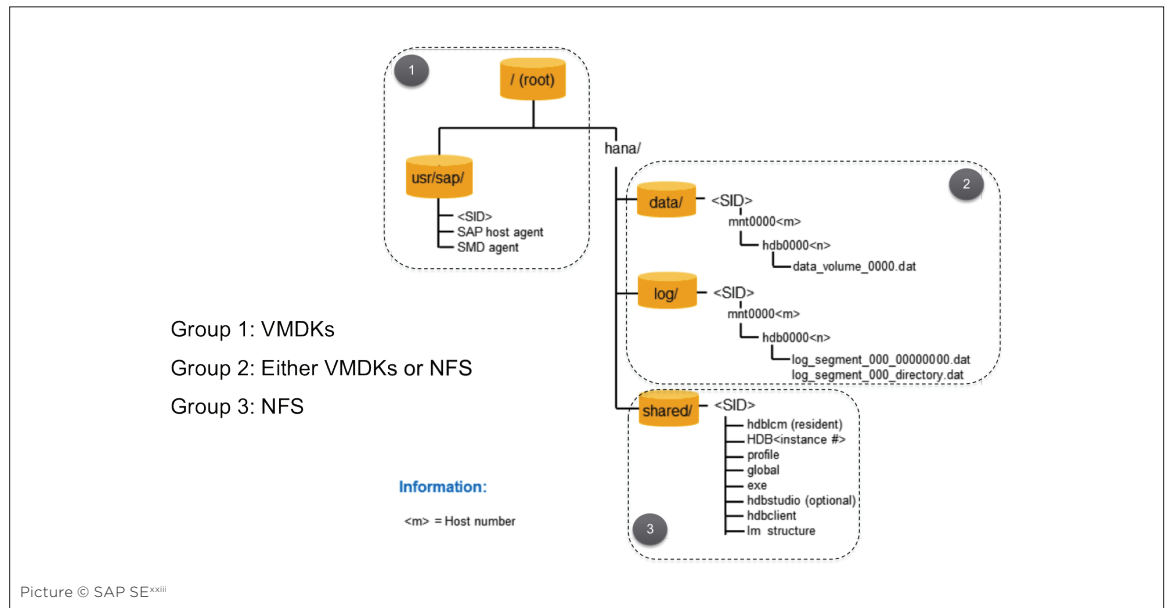 1
/ (root)
hana/
usr/sap/
<SID>
SAP host agent
SMD agent
2
data/
<SID>
mnt0000<m>
hdb0000<n>
data_volume_0000.dat
log/
<SID>
mnt0000<m>
hdb0000<n>
log_segment_000_00000000.dat
log_segment_000_directory.dat
Group 1: VMDKs
Group 2: Either VMDKs or NFS
Group 3: NFS
shared/
<SID>
hdblcm (resident)
HDB<instance #>
profile
global
exe
hdbstudio (optional)
hdbclient
lm structure
3
Information:
<m> = Host number
Picture © SAP SExxiii